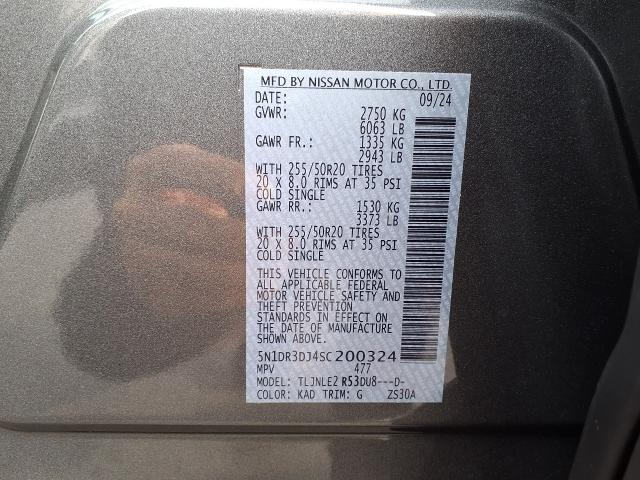 MFD BY NISSAN MOTOR CO., LTD.
DATE: 09/24
GVWR: 2750 KG
6063 LB
GAWR FR.: 1335 KG
2943 LB
WITH 255/50R20 TIRES
20 X 8.0 RIMS AT 35 PSI
COLD SINGLE
GAWR RR.: 1530 KG
3373 LB
WITH 255/50R20 TIRES
20 X 8.0 RIMS AT 35 PSI
COLD SINGLE
THIS VEHICLE CONFORMS TO
ALL APPLICABLE FEDERAL
MOTOR VEHICLE SAFETY AND
THEFT PREVENTION
STANDARDS IN EFFECT ON
THE DATE OF MANUFACTURE
SHOWN ABOVE.
5N1DR3DJ4SC200324
MPV 477
MODEL: TLJNLE2 R53DU8---D-
COLOR: KAD TRIM: G ZS30A